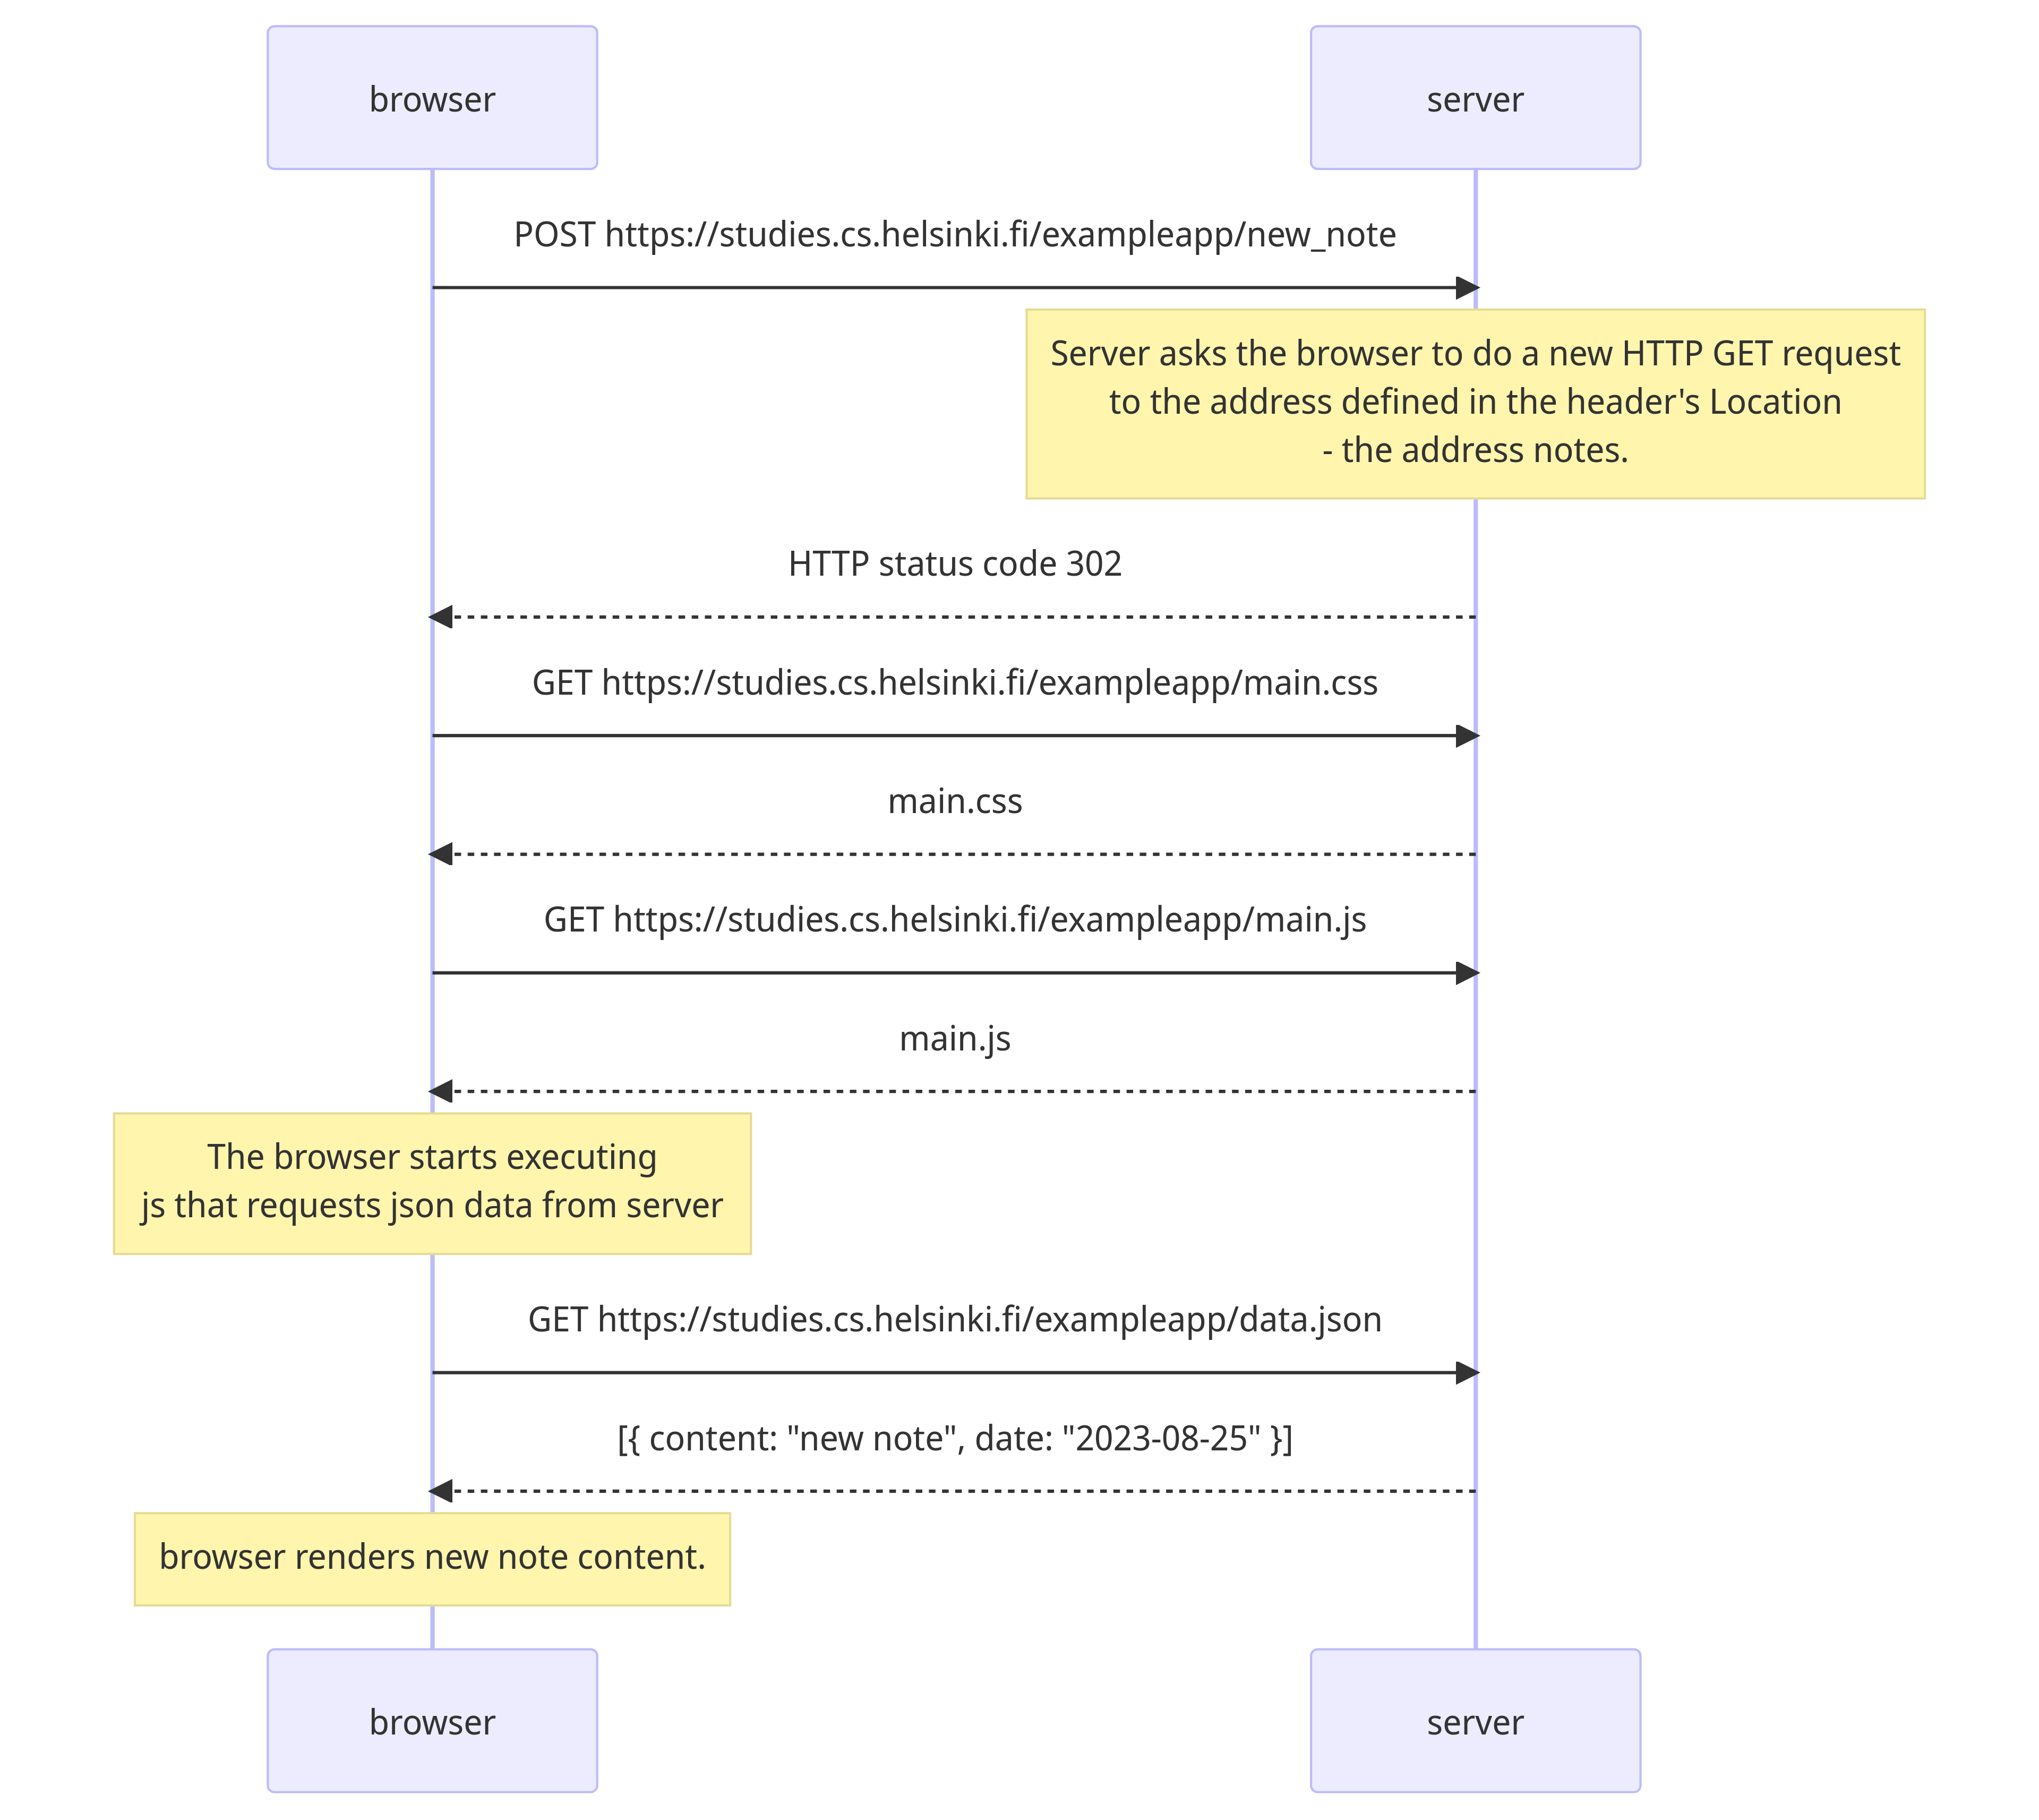 browser
server
POST https://studies.cs.helsinki.fi/exampleapp/new_note
Server asks the browser to do a new HTTP GET request
to the address defined in the header's Location
- the address notes.
HTTP status code 302
GET https://studies.cs.helsinki.fi/exampleapp/main.css
main.css
GET https://studies.cs.helsinki.fi/exampleapp/main.js
main.js
The browser starts executing
js that requests json data from server
GET https://studies.cs.helsinki.fi/exampleapp/data.json
[{ content: "new note", date: "2023-08-25" }]
browser renders new note content.
browser
server